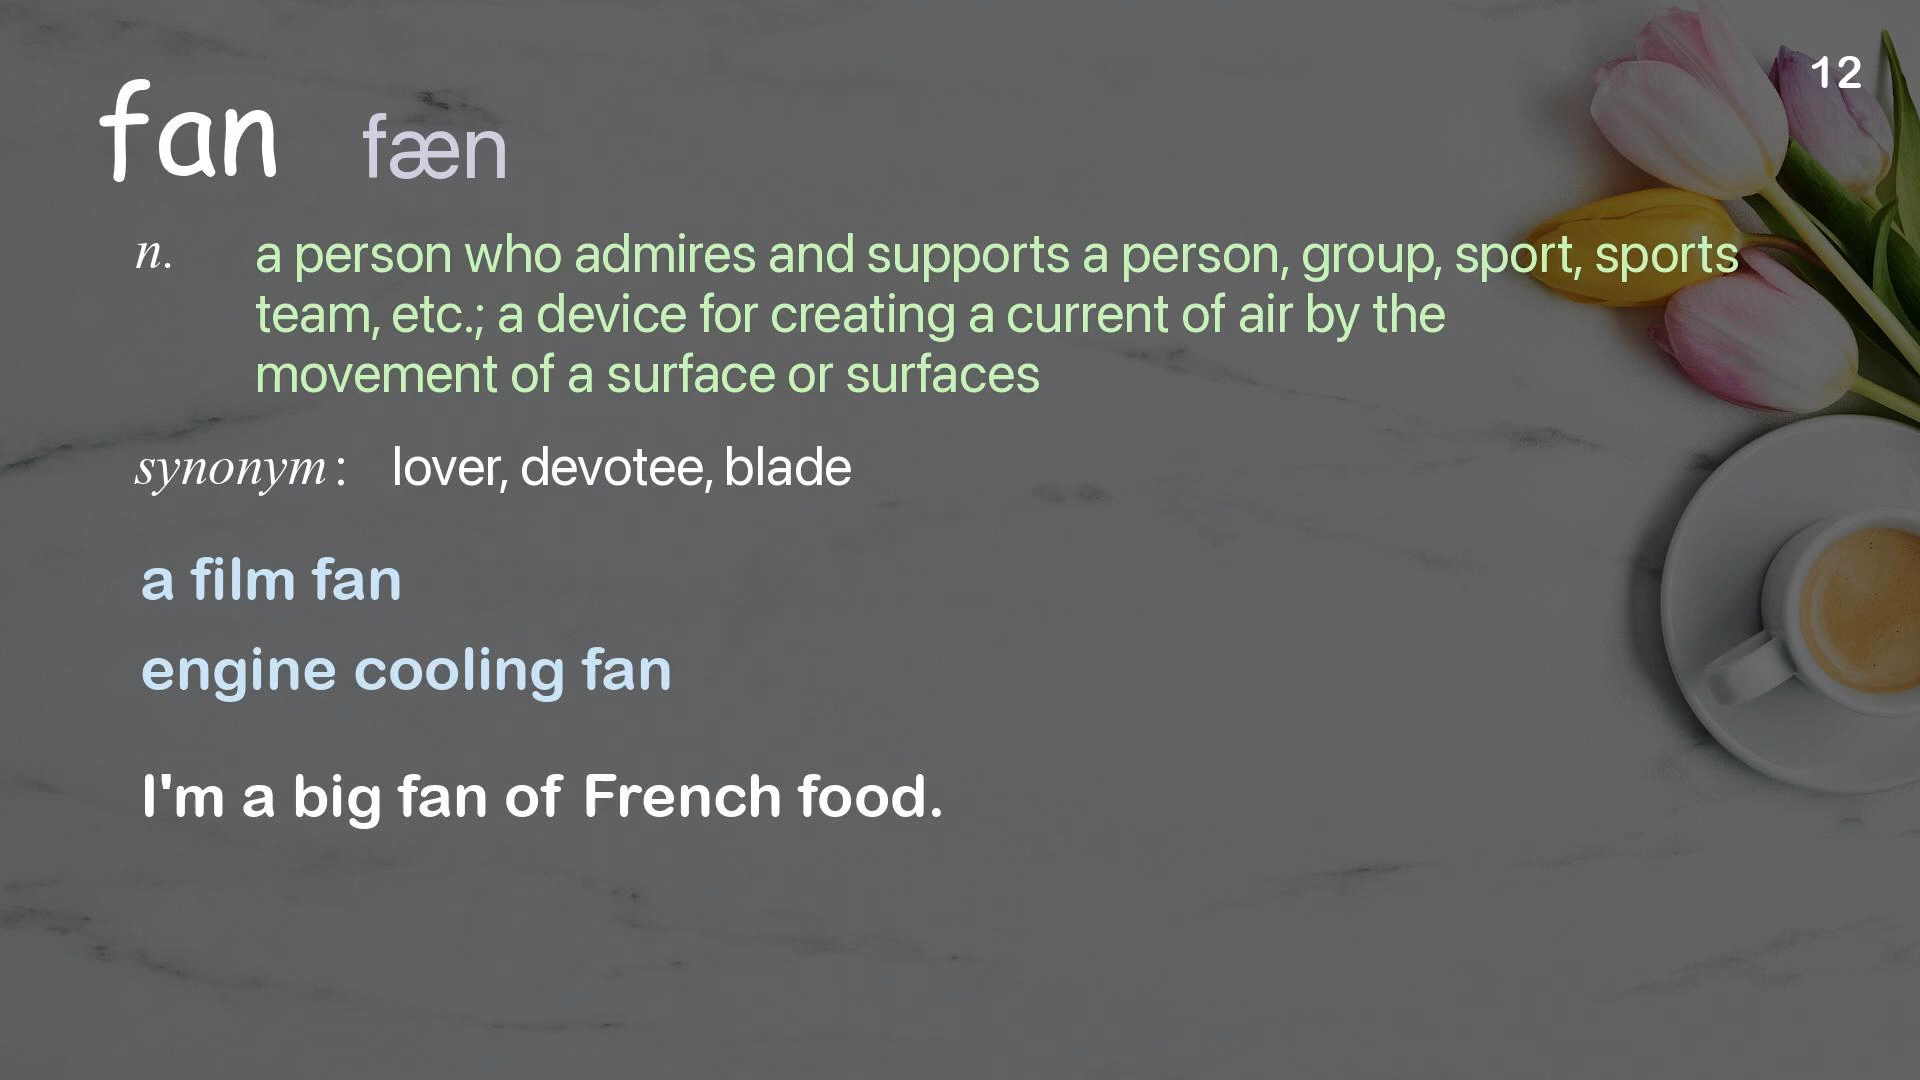 12
fan fæn
n. a person who admires and supports a person, group, sport, sports
team, etc.; a device for creating a current of air by the
movement of a surface or surfaces
synonym: lover, devotee, blade
a film fan
engine cooling fan
I'm a big fan of French food.